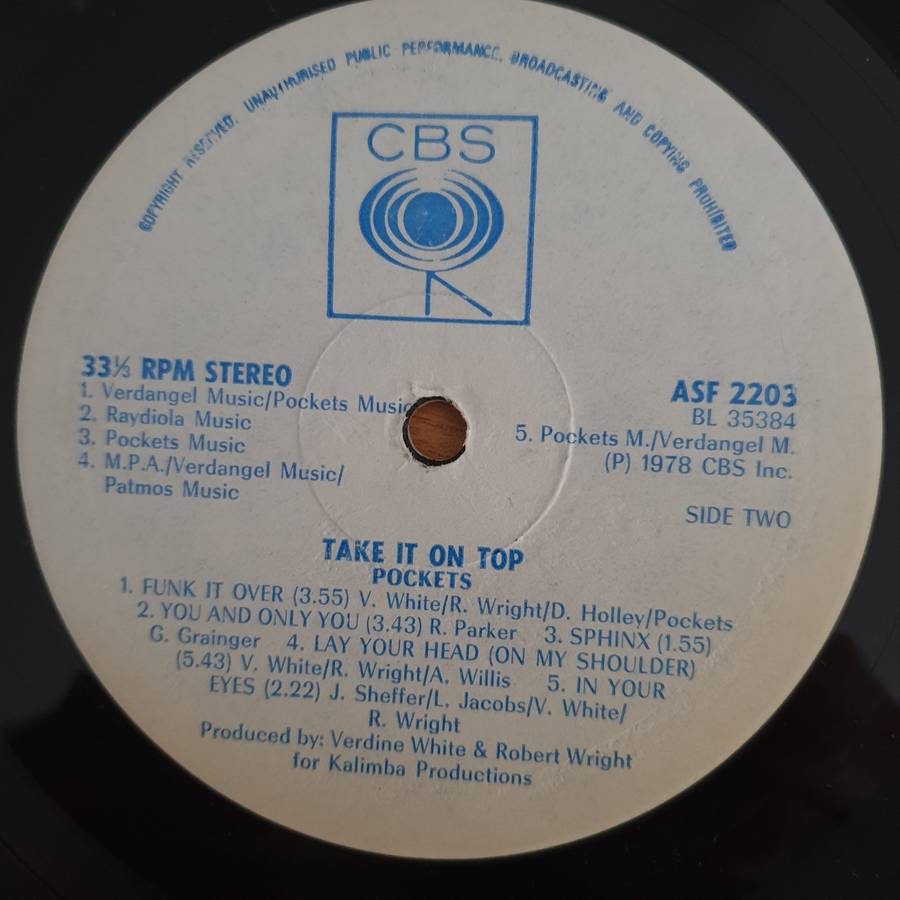 COPYRIGHT RESERVED. UNAUTHORISED PUBLIC PERFORMANCE, BROADCASTING AND COPYING PROHIBITED
CBS
33⅓ RPM STEREO
1. Verdangel Music/Pockets Music
2. Raydiola Music
3. Pockets Music
4. M.P.A./Verdangel Music/
Patmos Music
ASF 2203
BL 35384
5. Pockets M./Verdangel M.
(P) 1978 CBS Inc.
SIDE TWO
TAKE IT ON TOP
POCKETS
1. FUNK IT OVER (3.55) V. White/R. Wright/D. Holley/Pockets
2. YOU AND ONLY YOU (3.43) R. Parker 3. SPHINX (1.55)
G. Grainger 4. LAY YOUR HEAD (ON MY SHOULDER)
(5.43) V. White/R. Wright/A. Willis 5. IN YOUR
EYES (2.22) J. Sheffer/L. Jacobs/V. White/
R. Wright
Produced by: Verdine White & Robert Wright
for Kalimba Productions